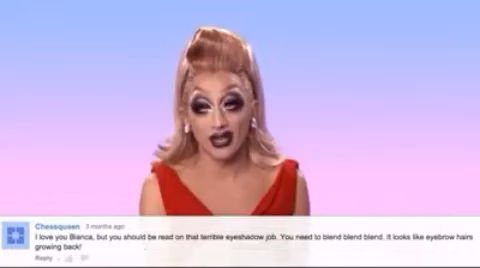 Chessqueen 3 months ago
I love you Bianca, but you should be read on that terrible eyeshadow job. You need to blend blend blend. It looks like eyebrow hairs
growing back!
Reply